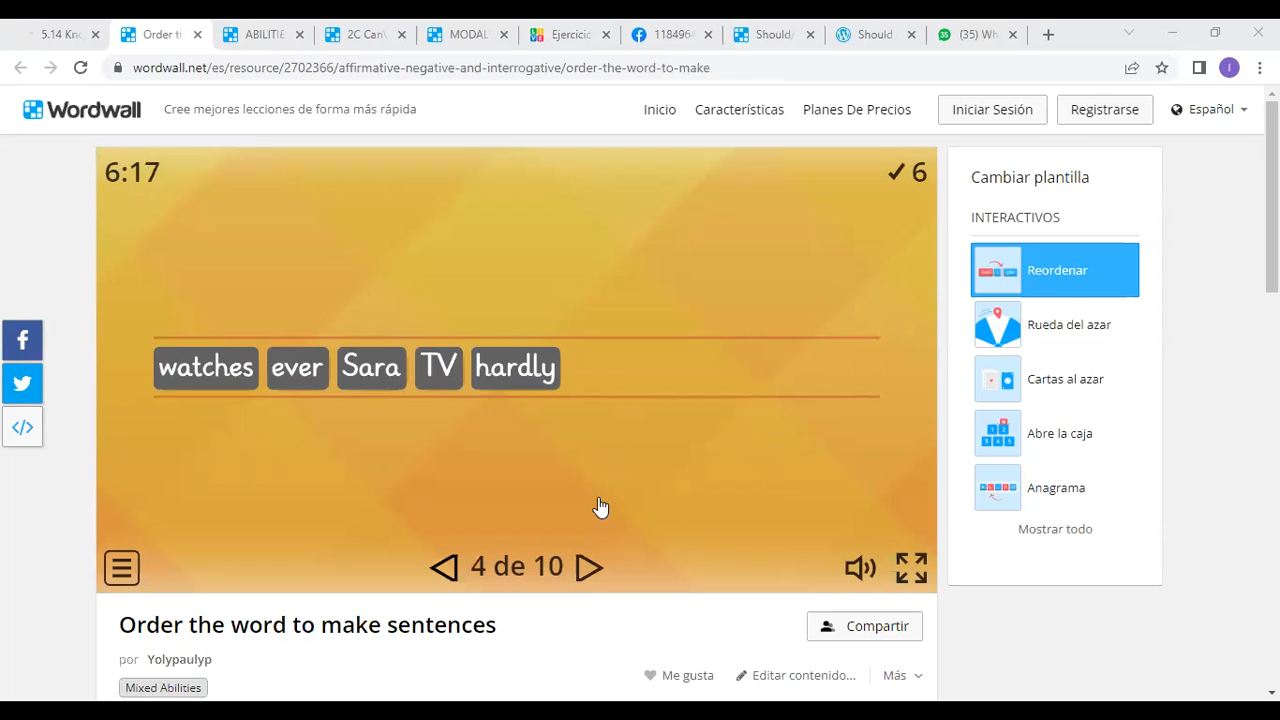 5.14 Kno
Order ti
ABILITIE
2C Can\
MODAL
Ejercicio
1184964
Should/
Should
(35) Wh
wordwall.net/es/resource/2702366/affirmative-negative-and-interrogative/order-the-word-to-make
Wordwall
Cree mejores lecciones de forma más rápida
Inicio
Características
Planes De Precios
Iniciar Sesión
Registrarse
Español
6:17
6
watches ever Sara TV hardly
4 de 10
Cambiar plantilla
INTERACTIVOS
Reordenar
Rueda del azar
Cartas al azar
Abre la caja
Anagrama
Mostrar todo
Order the word to make sentences
Compartir
por Yolypaulyp
Me gusta
Editar contenido...
Más
Mixed Abilities